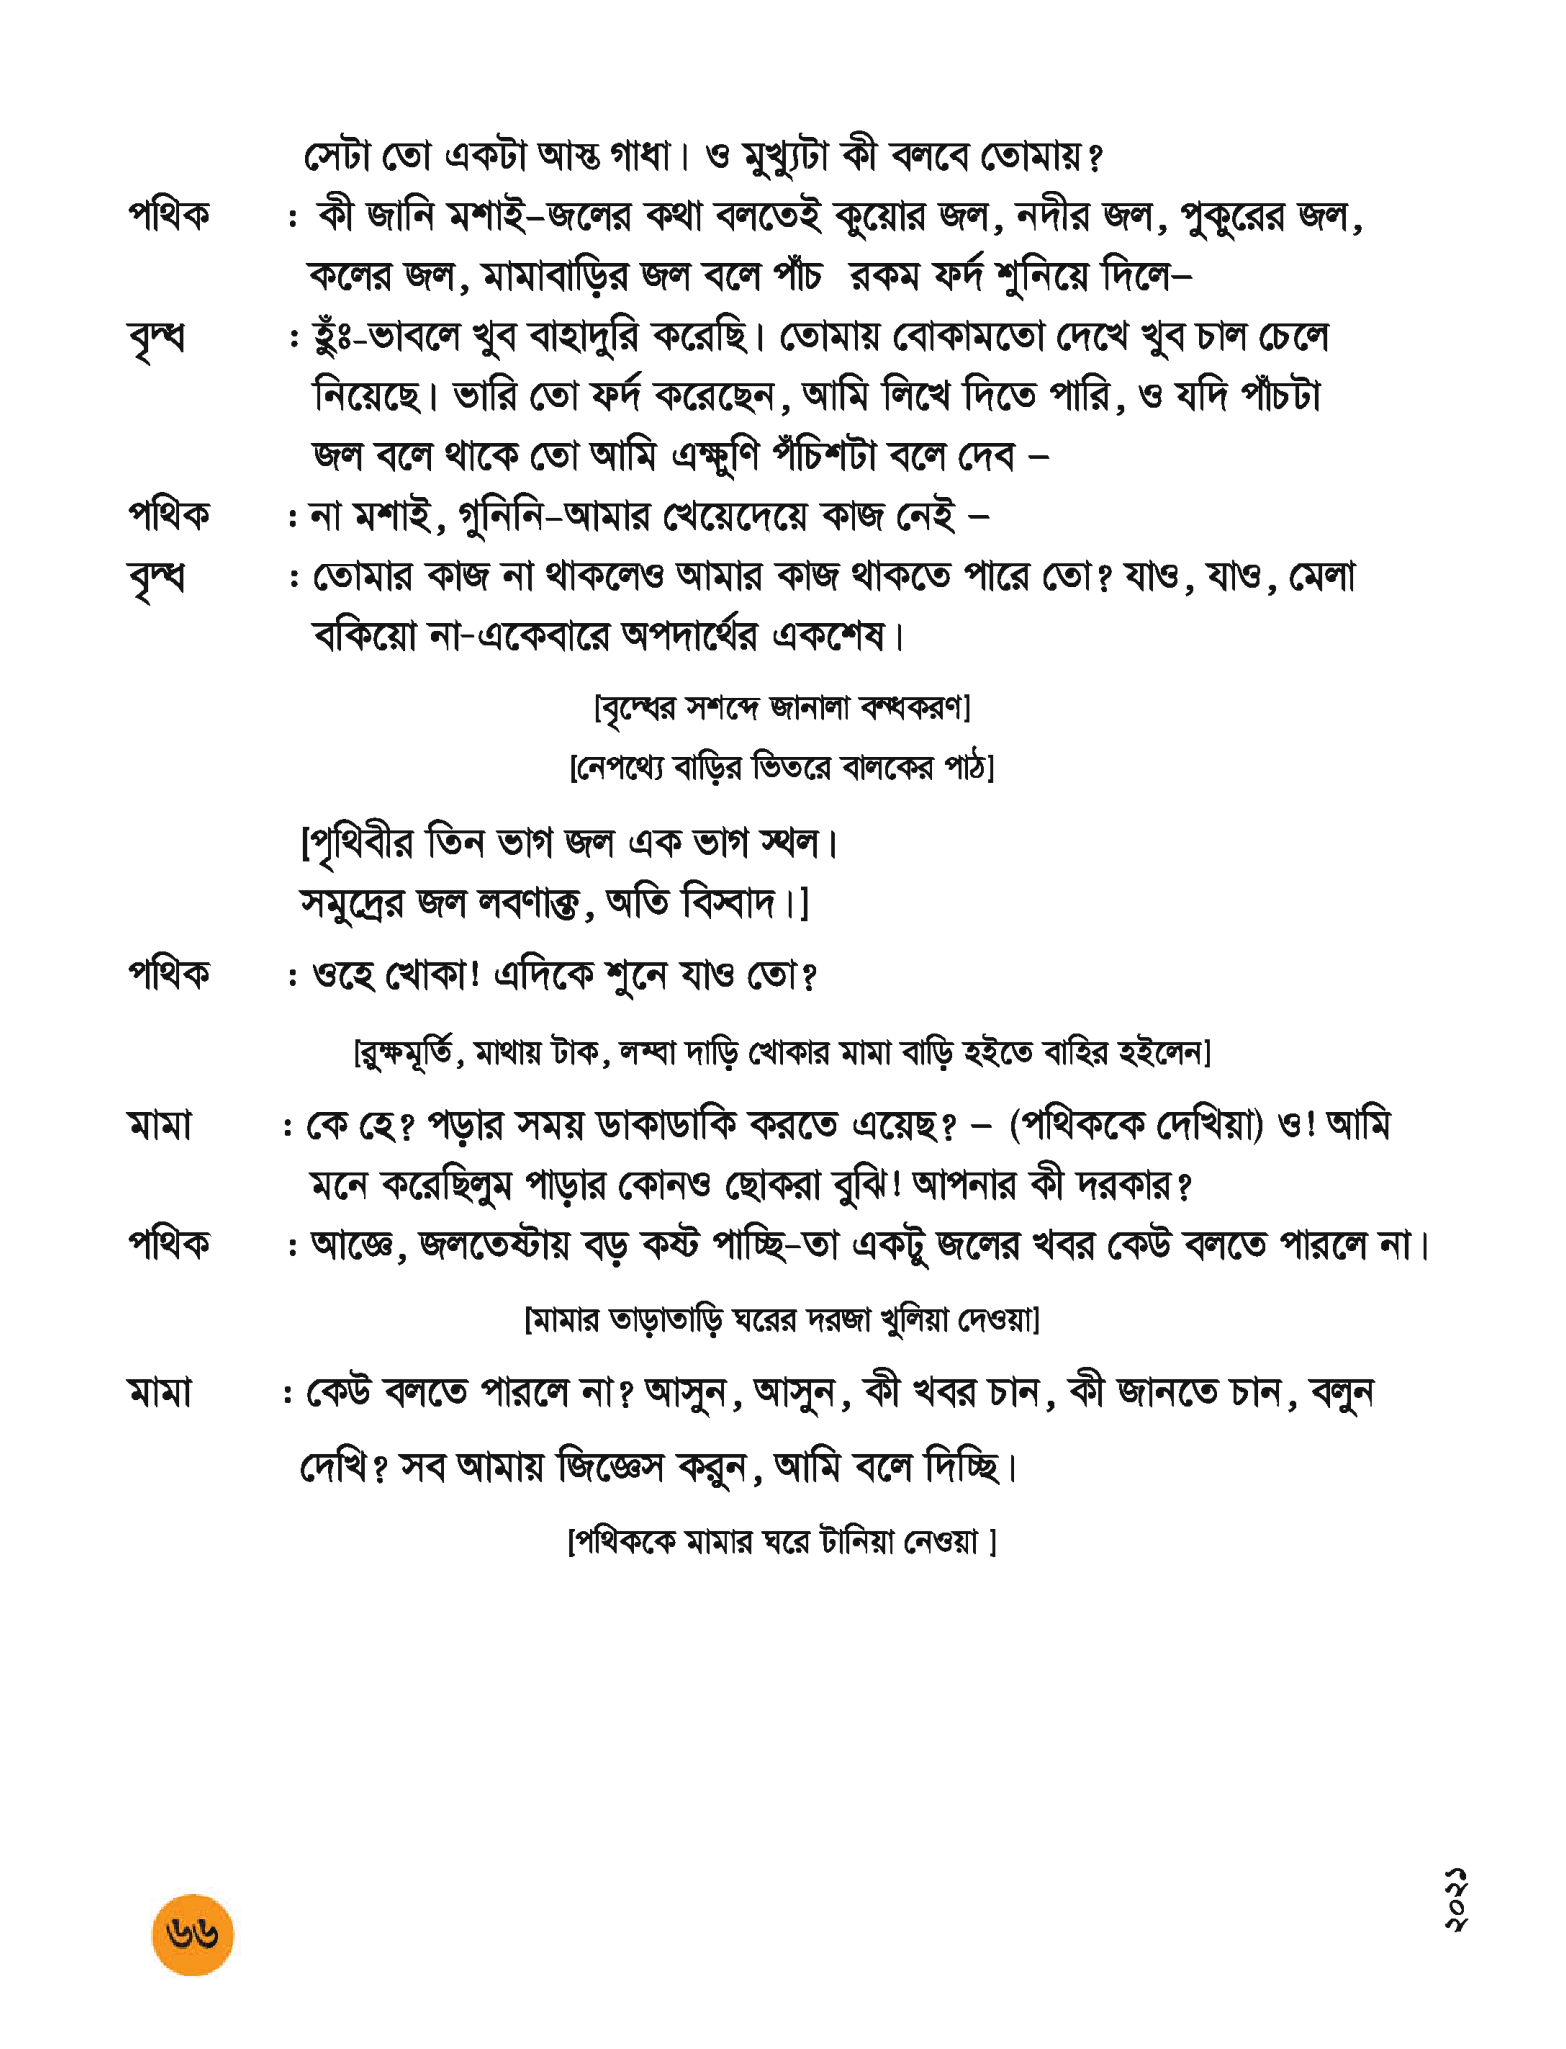 সেটা তো একটা আস্ত গাধা। ও মুখ্যুটা কী বলবে তোমায়?
পথিক : কী জানি মশাই–জলের কথা বলতেই কুয়োর জল, নদীর জল, পুকুরের জল,
কলের জল, মামাবাড়ির জল বলে পাঁচ রকম ফর্দ শুনিয়ে দিলে–
বৃদ্ধ : হুঁঃ-ভাবলে খুব বাহাদুরি করেছি। তোমায় বোকামতো দেখে খুব চাল চেলে
নিয়েছে। ভারি তো ফর্দ করেছেন, আমি লিখে দিতে পারি, ও যদি পাঁচটা
জল বলে থাকে তো আমি এক্ষুণি পঁচিশটা বলে দেব –
পথিক : না মশাই, গুনিনি–আমার খেয়েদেয়ে কাজ নেই –
বৃদ্ধ : তোমার কাজ না থাকলেও আমার কাজ থাকতে পারে তো? যাও, যাও, মেলা
বকিয়ো না-একেবারে অপদার্থের একশেষ।
[বৃদ্ধের সশব্দে জানালা বন্ধকরণ]
[নেপথ্যে বাড়ির ভিতরে বালকের পাঠ]
[পৃথিবীর তিন ভাগ জল এক ভাগ স্থল।
সমুদ্রের জল লবণাক্ত, অতি বিস্বাদ।]
পথিক : ওহে খোকা! এদিকে শুনে যাও তো?
[রুক্ষমূর্তি, মাথায় টাক, লম্বা দাড়ি খোকার মামা বাড়ি হইতে বাহির হইলেন]
মামা : কে হে? পড়ার সময় ডাকাডাকি করতে এয়েছ? – (পথিককে দেখিয়া) ও! আমি
মনে করেছিলুম পাড়ার কোনও ছোকরা বুঝি! আপনার কী দরকার?
পথিক : আজ্ঞে, জলতেষ্টায় বড় কষ্ট পাচ্ছি–তা একটু জলের খবর কেউ বলতে পারলে না।
[মামার তাড়াতাড়ি ঘরের দরজা খুলিয়া দেওয়া]
মামা : কেউ বলতে পারলে না? আসুন, আসুন, কী খবর চান, কী জানতে চান, বলুন
দেখি? সব আমায় জিজ্ঞেস করুন, আমি বলে দিচ্ছি।
[পথিককে মামার ঘরে টানিয়া নেওয়া ]
৬৬
২০২১